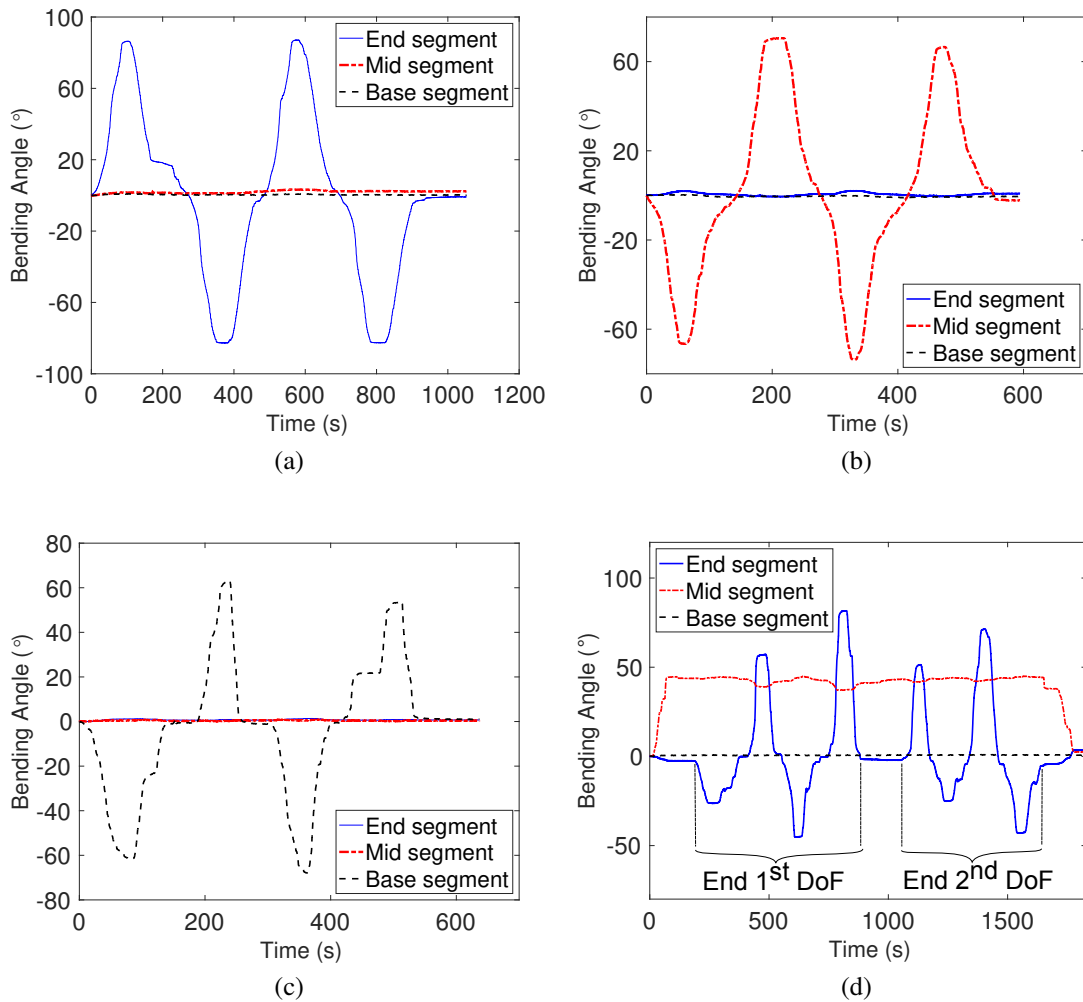 100
60
20
-20
-60
-100
Bending Angle (°)
End segment
Mid segment
Base segment
0 200 400 600 800 1000 1200
Time (s)
(a)
60
20
-20
-60
Bending Angle (°)
End segment
Mid segment
Base segment
0 200 400 600
Time (s)
(b)
80
60
40
20
0
-20
-40
-60
-80
Bending Angle (°)
End segment
Mid segment
Base segment
0 200 400 600
Time (s)
(c)
100
50
0
-50
Bending Angle (°)
End segment
Mid segment
Base segment
End 1st DoF End 2nd DoF
0 500 1000 1500
Time (s)
(d)